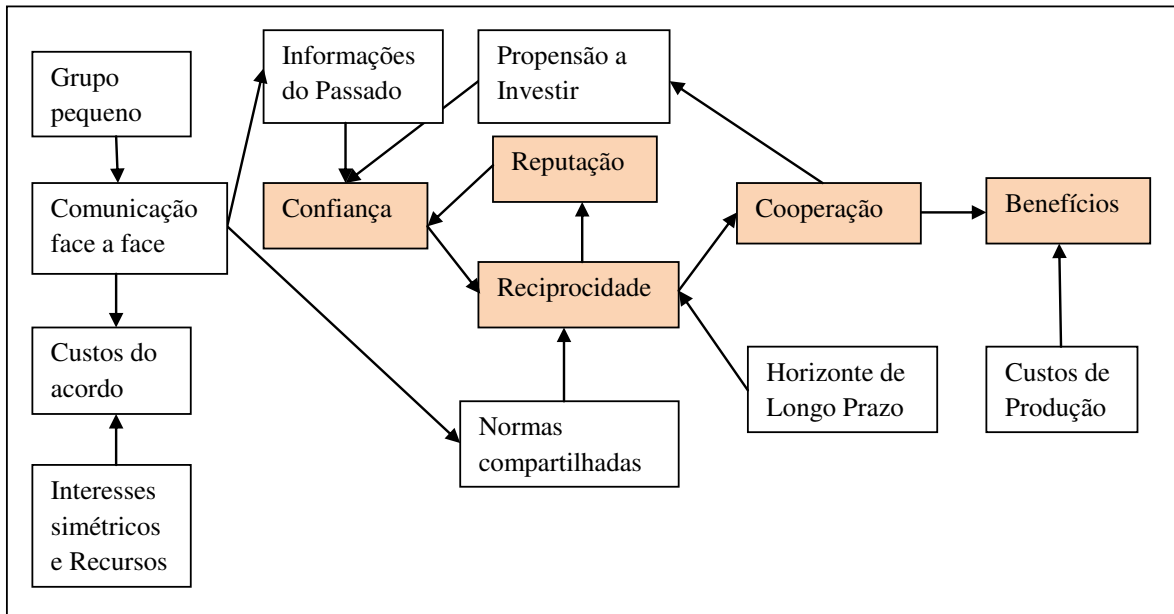 Grupo
pequeno
Informações
do Passado
Propensão a
Investir
Reputação
Comunicação
face a face
Confiança
Cooperação
Benefícios
Reciprocidade
Custos do
acordo
Normas
compartilhadas
Horizonte de
Longo Prazo
Custos de
Produção
Interesses
simétricos
e Recursos